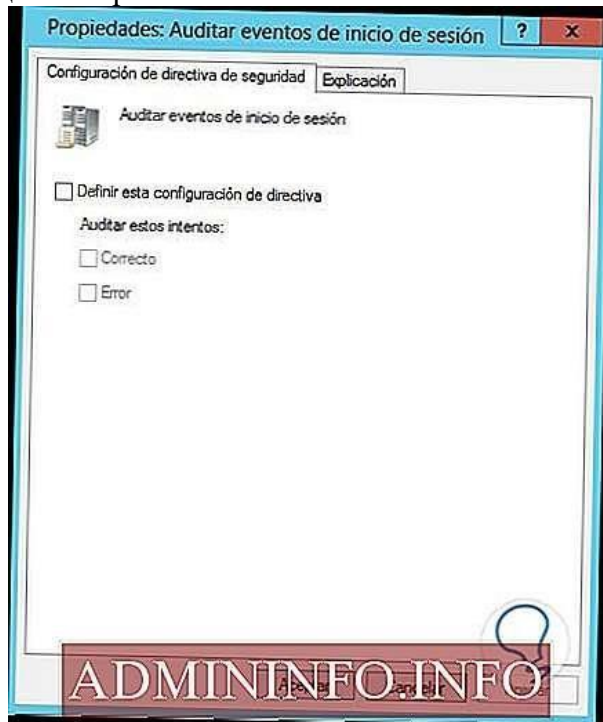 Propiedades: Auditar eventos de inicio de sesión ? x
Configuración de directiva de seguridad Explicación
Auditar eventos de inicio de sesión
Definir esta configuración de directiva
Auditar estos intentos:
Correcto
Error
ADMININFO.INFO